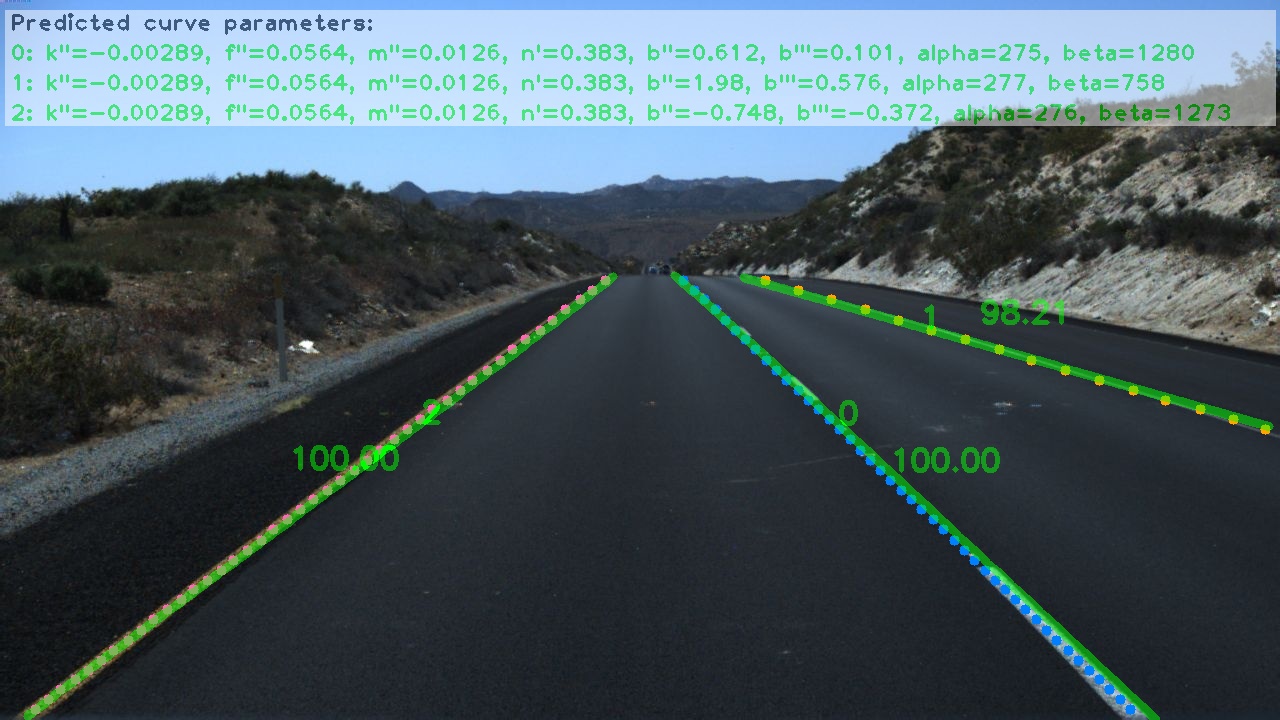 Predicted curve parameters:
0: k''=-0.00289, f''=0.0564, m''=0.0126, n'=0.383, b''=0.612, b'''=0.101, alpha=275, beta=1280
1: k''=-0.00289, f''=0.0564, m''=0.0126, n'=0.383, b''=1.98, b'''=0.576, alpha=277, beta=758
2: k''=-0.00289, f''=0.0564, m''=0.0126, n'=0.383, b''=-0.748, b'''=-0.372, alpha=276, beta=1273
1 98.21
2
0
100.00
100.00